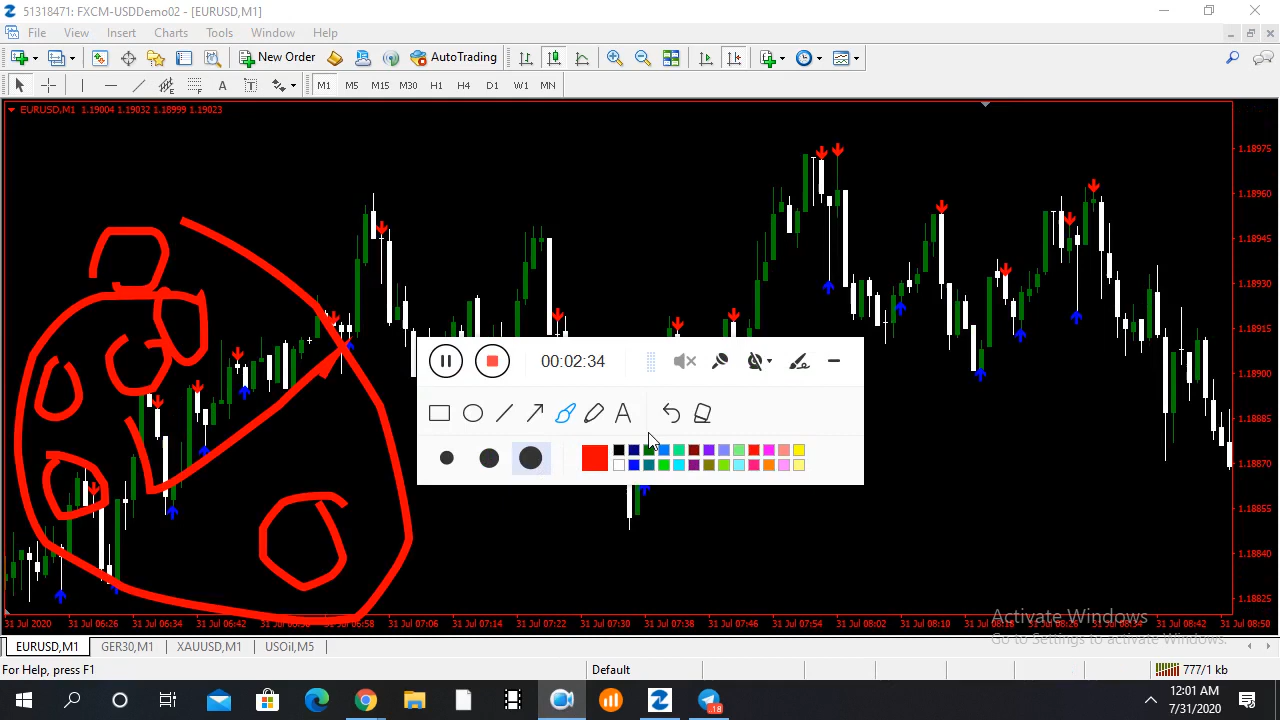 51318471: FXCM-USDDemo02 - [EURUSD,M1]
File View Insert Charts Tools Window Help
New Order AutoTrading
A T M1 M5 M15 M30 H1 H4 D1 W1 MN
EURUSD,M1 1.19004 1.19032 1.18999 1.19023
1.18975
1.18960
1.18945
1.18930
1.18915
1.18900
1.18885
1.18870
1.18855
1.18840
1.18825
00:02:34
A
31 Jul 2020 31 Jul 06:26 31 Jul 06:34 31 Jul 06:42 31 Jul 06:58 31 Jul 07:06 31 Jul 07:14 31 Jul 07:22 31 Jul 07:30 31 Jul 07:38 31 Jul 07:46 31 Jul 07:54 31 Jul 08:02 31 Jul 08:10 31 Jul 08:26 31 Jul 08:34 31 Jul 08:42 31 Jul 08:50
Activate Windows
Go to Settings to activate Windows.
EURUSD,M1 GER30,M1 XAUUSD,M1 USOil,M5
For Help, press F1 Default 777/1 kb
18
12:01 AM
7/31/2020